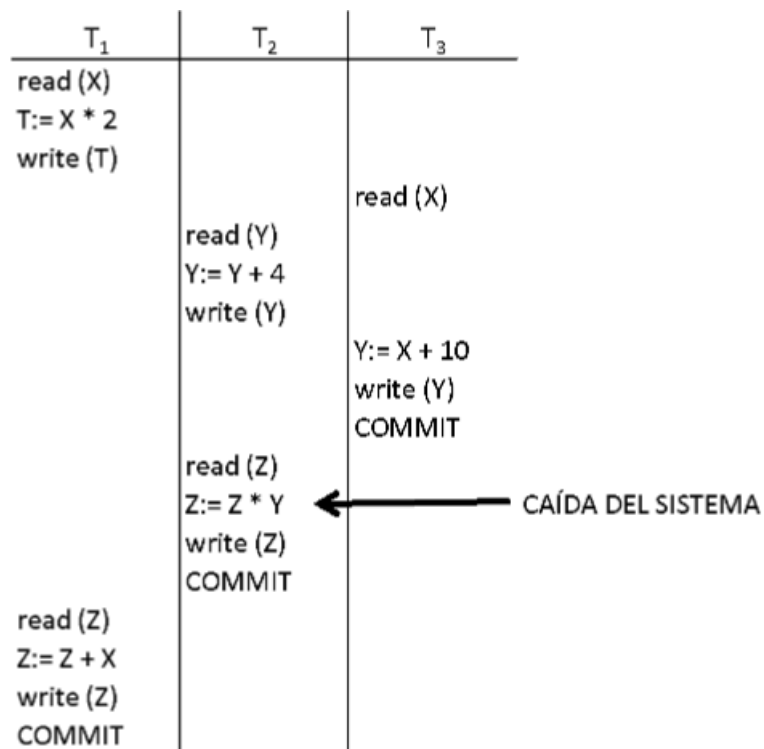 T1 T2 T3
read (X)
T:= X * 2
write (T)
read (X)
read (Y)
Y:= Y + 4
write (Y)
Y:= X + 10
write (Y)
COMMIT
read (Z)
Z:= Z * Y CAÍDA DEL SISTEMA
write (Z)
COMMIT
read (Z)
Z:= Z + X
write (Z)
COMMIT